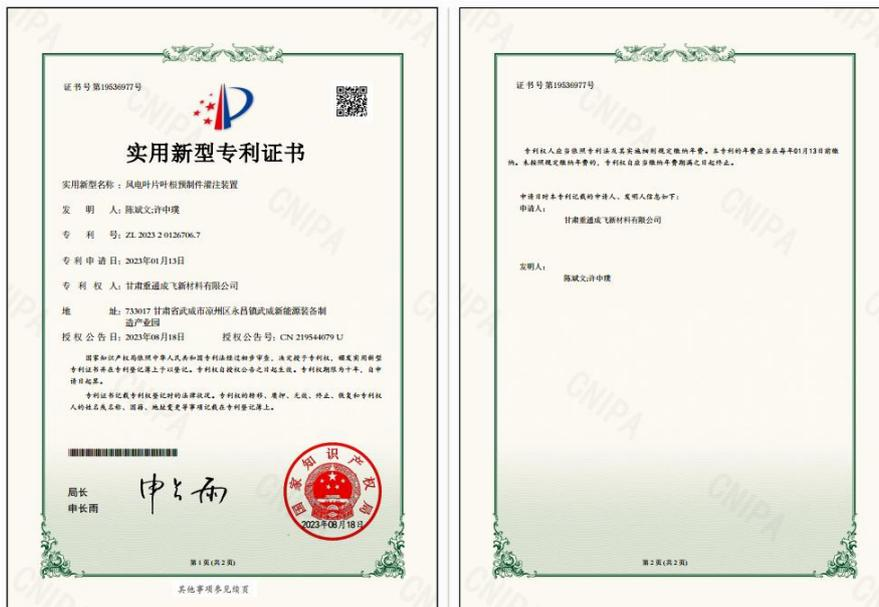 证书号第19536977号
实用新型专利证书
实用新型名称：风电叶片叶根预制件灌注装置
发明人：陈斌文;许中璞
专利号：ZL 2023 2 0126706.7
专利申请日：2023年01月13日
专利权人：甘肃重通成飞新材料有限公司
地址：733017 甘肃省武威市凉州区永昌镇武威新能源装备制
造产业园
授权公告日：2023年08月18日 授权公告号：CN 219544079 U
国家知识产权局依照中华人民共和国专利法经过初步审查，决定授予专利权，颁发实用新型
专利证书并在专利登记簿上予以登记。专利权自授权公告之日起生效。专利权期限为十年，自申
请日起算。
专利证书记载专利权登记时的法律状况。专利权的转移、质押、无效、终止、恢复和专利权
人的姓名或名称、国籍、地址变更等事项记载在专利登记簿上。
局长
申长雨
申长雨
国家知识产权局
2023年08月18日
第1页(共2页)
其他事项参见续页
证书号第19536977号
专利权人应当依照专利法及其实施细则规定缴纳年费。本专利的年费应当在每年01月13日前缴
纳。未按照规定缴纳年费的，专利权自应当缴纳年费期满之日起终止。
申请日时本专利记载的申请人、发明人信息如下：
申请人：
甘肃重通成飞新材料有限公司
发明人：
陈斌文;许中璞
第2页(共2页)
CNIPA